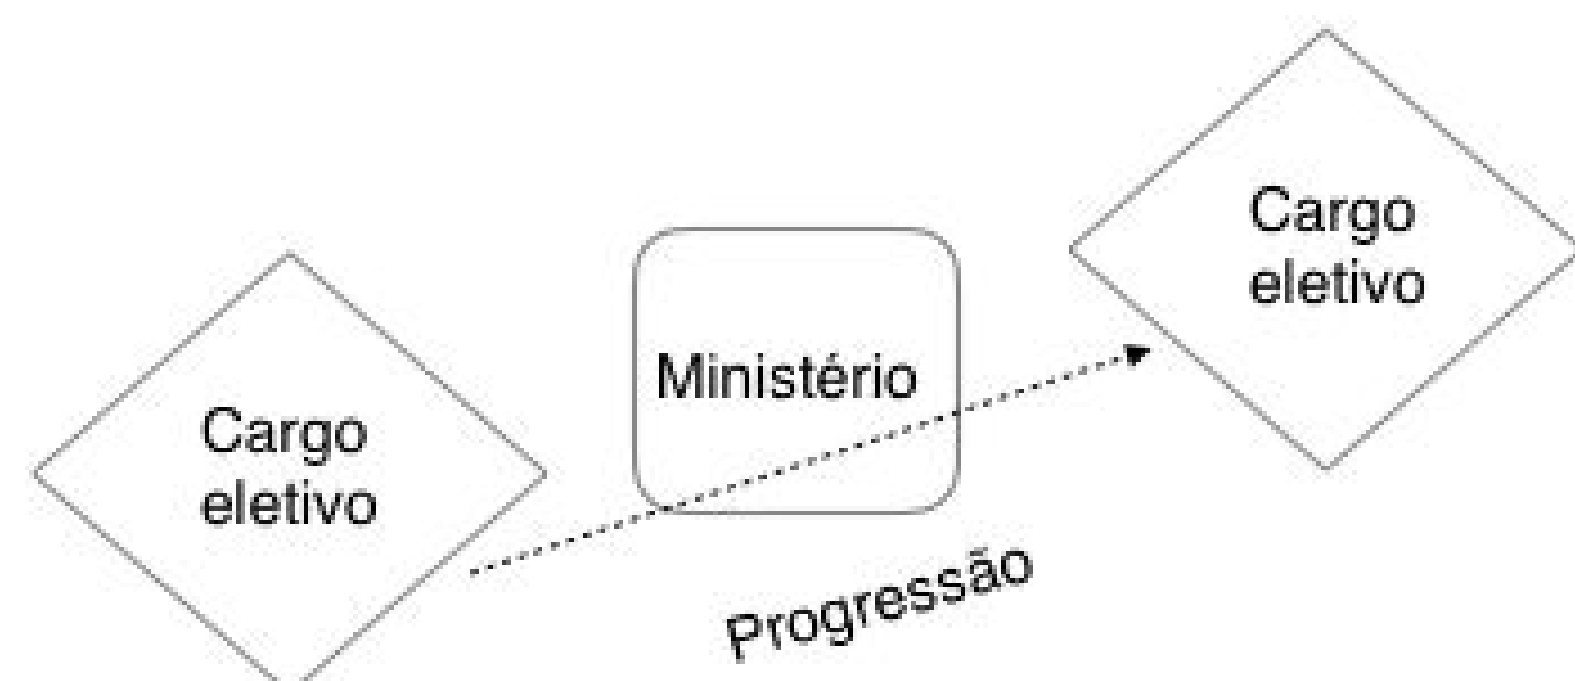 Cargo
eletivo
Ministério
Cargo
eletivo
Progressão